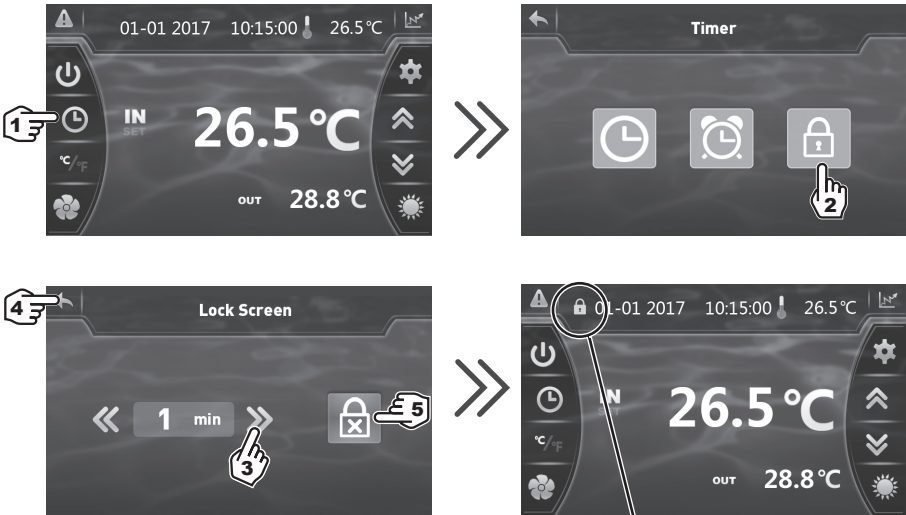 01-01 2017 10:15:00 26.5°C
1
IN
SET
26.5°C
°C/°F
OUT 28.8°C
Timer
2
4
Lock Screen
1 min
5
3
01-01 2017 10:15:00 26.5°C
IN
SET
26.5°C
°C/°F
OUT 28.8°C